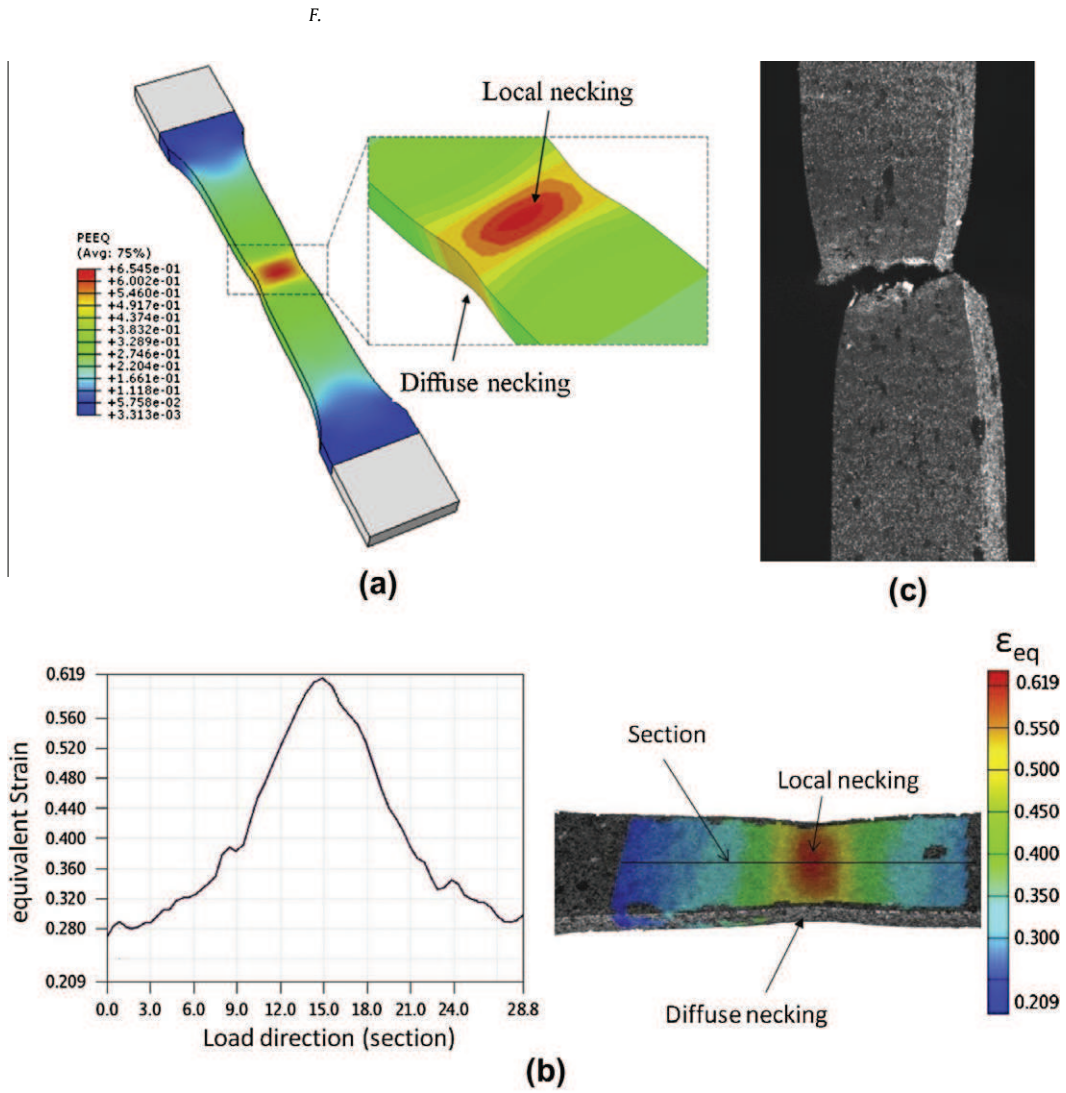 F.
Local necking
Diffuse necking
PEEQ
(Avg: 75%)
+6.545e-01
+6.002e-01
+5.460e-01
+4.917e-01
+4.374e-01
+3.832e-01
+3.289e-01
+2.746e-01
+2.204e-01
+1.661e-01
+1.118e-01
+5.758e-02
+3.313e-03
(a)
(c)
equivalent Strain
0.619
0.560
0.520
0.480
0.440
0.400
0.360
0.320
0.280
0.209
0.0 3.0 6.0 9.0 12.0 15.0 18.0 21.0 24.0 28.8
Load direction (section)
Section
Local necking
Diffuse necking
εeq
0.619
0.550
0.500
0.450
0.400
0.350
0.300
0.209
(b)